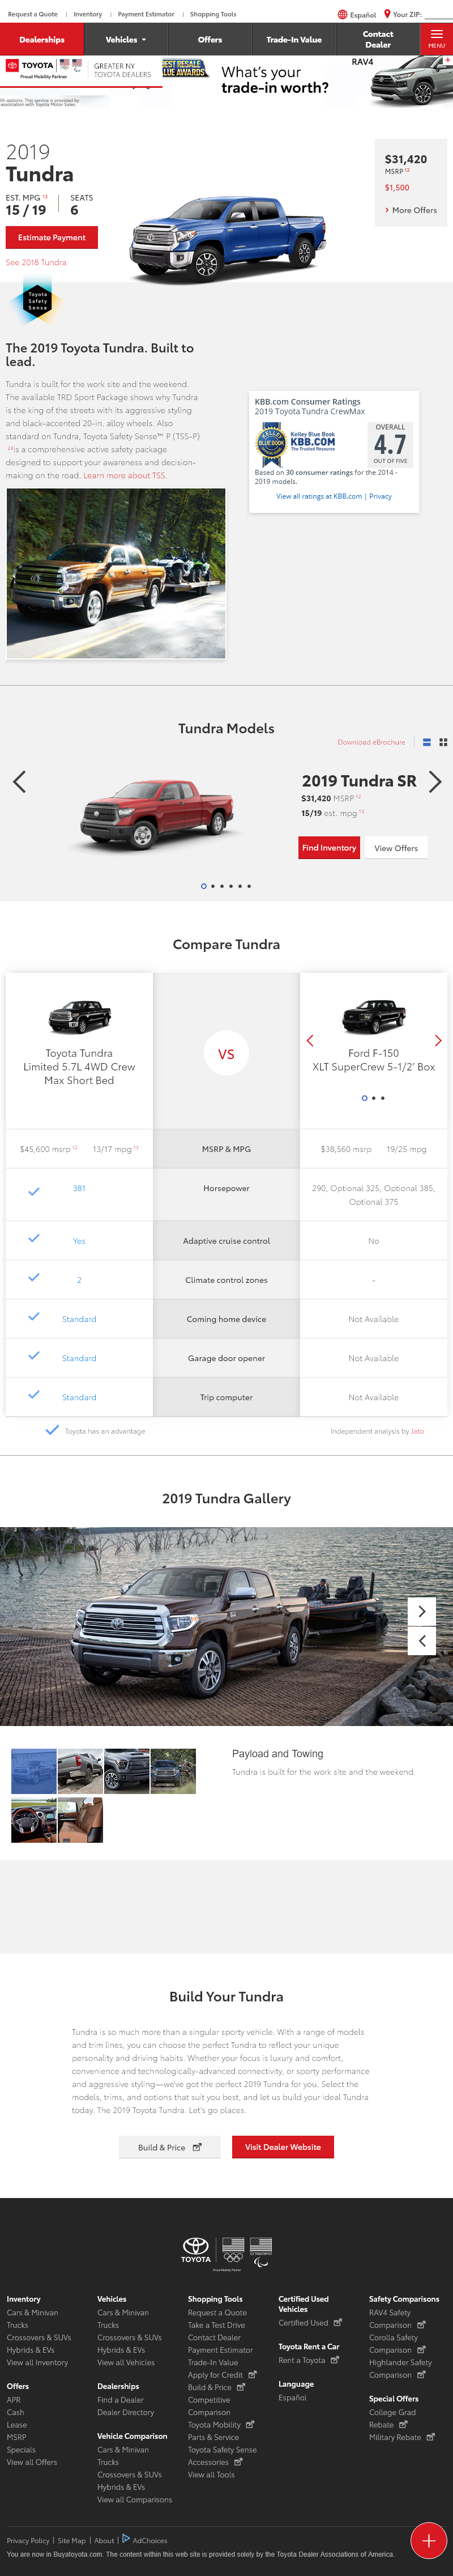 Request a Quote | Inventory | Payment Estimator | Shopping Tools
Español Your ZIP:
Dealerships Vehicles Offers Trade-In Value Contact Dealer MENU
TOYOTA
Proud Mobility Partner
GREATER NY
TOYOTA DEALERS
BEST RESALE
VALUE AWARDS
What's your
trade-in worth?
RAV4
th options. This service is provided by
association with Toyota Motor Sales.
2019
Tundra
EST. MPG 13
15 / 19
SEATS
6
Estimate Payment
See 2018 Tundra
$31,420
MSRP 12
$1,500
More Offers
Toyota
Safety
Sense
The 2019 Toyota Tundra. Built to
lead.
Tundra is built for the work site and the weekend.
The available TRD Sport Package shows why Tundra
is the king of the streets with its aggressive styling
and black-accented 20-in. alloy wheels. Also
standard on Tundra, Toyota Safety Sense™ P (TSS-P)
24 is a comprehensive active safety package
designed to support your awareness and decision-
making on the road. Learn more about TSS.
KBB.com Consumer Ratings
2019 Toyota Tundra CrewMax
Kelley Blue Book
KBB.COM
The Trusted Resource
OVERALL
4.7
OUT OF FIVE
Based on 30 consumer ratings for the 2014 -
2019 models.
View all ratings at KBB.com | Privacy
Tundra Models
Download eBrochure
2019 Tundra SR
$31,420 MSRP 12
15/19 est. mpg 13
Find Inventory View Offers
Compare Tundra
Toyota Tundra
Limited 5.7L 4WD Crew
Max Short Bed
VS
Ford F-150
XLT SuperCrew 5-1/2' Box
$45,600 msrp 12 13/17 mpg 13 MSRP & MPG $38,560 msrp 19/25 mpg
381 Horsepower 290, Optional 325, Optional 385,
Optional 375
Yes Adaptive cruise control No
2 Climate control zones -
Standard Coming home device Not Available
Standard Garage door opener Not Available
Standard Trip computer Not Available
Toyota has an advantage Independent analysis by Jato
2019 Tundra Gallery
Payload and Towing
Tundra is built for the work site and the weekend.
Build Your Tundra
Tundra is so much more than a singular sporty vehicle. With a range of models
and trim lines, you can choose the perfect Tundra to reflect your unique
personality and driving habits. Whether your focus is luxury and comfort,
convenience and technologically-advanced connectivity, or sporty performance
and aggressive styling—we've got the perfect 2019 Tundra for you. Select the
models, trims, and options that suit you best, and let us build your ideal Tundra
today. The 2019 Toyota Tundra. Let's go places.
Build & Price Visit Dealer Website
TOYOTA
Proud Mobility Partner
Inventory
Cars & Minivan
Trucks
Crossovers & SUVs
Hybrids & EVs
View all Inventory
Offers
APR
Cash
Lease
MSRP
Specials
View all Offers
Vehicles
Cars & Minivan
Trucks
Crossovers & SUVs
Hybrids & EVs
View all Vehicles
Dealerships
Find a Dealer
Dealer Directory
Vehicle Comparison
Cars & Minivan
Trucks
Crossovers & SUVs
Hybrids & EVs
View all Comparisons
Shopping Tools
Request a Quote
Take a Test Drive
Contact Dealer
Payment Estimator
Trade-In Value
Apply for Credit
Build & Price
Competitive
Comparison
Toyota Mobility
Parts & Service
Toyota Safety Sense
Accessories
View all Tools
Certified Used
Vehicles
Certified Used
Toyota Rent a Car
Rent a Toyota
Language
Español
Safety Comparisons
RAV4 Safety
Comparison
Corolla Safety
Comparison
Highlander Safety
Comparison
Special Offers
College Grad
Rebate
Military Rebate
Privacy Policy | Site Map | About | AdChoices
You are now in Buyatoyota.com. The content within this web site is provided solely by the Toyota Dealer Associations of America.